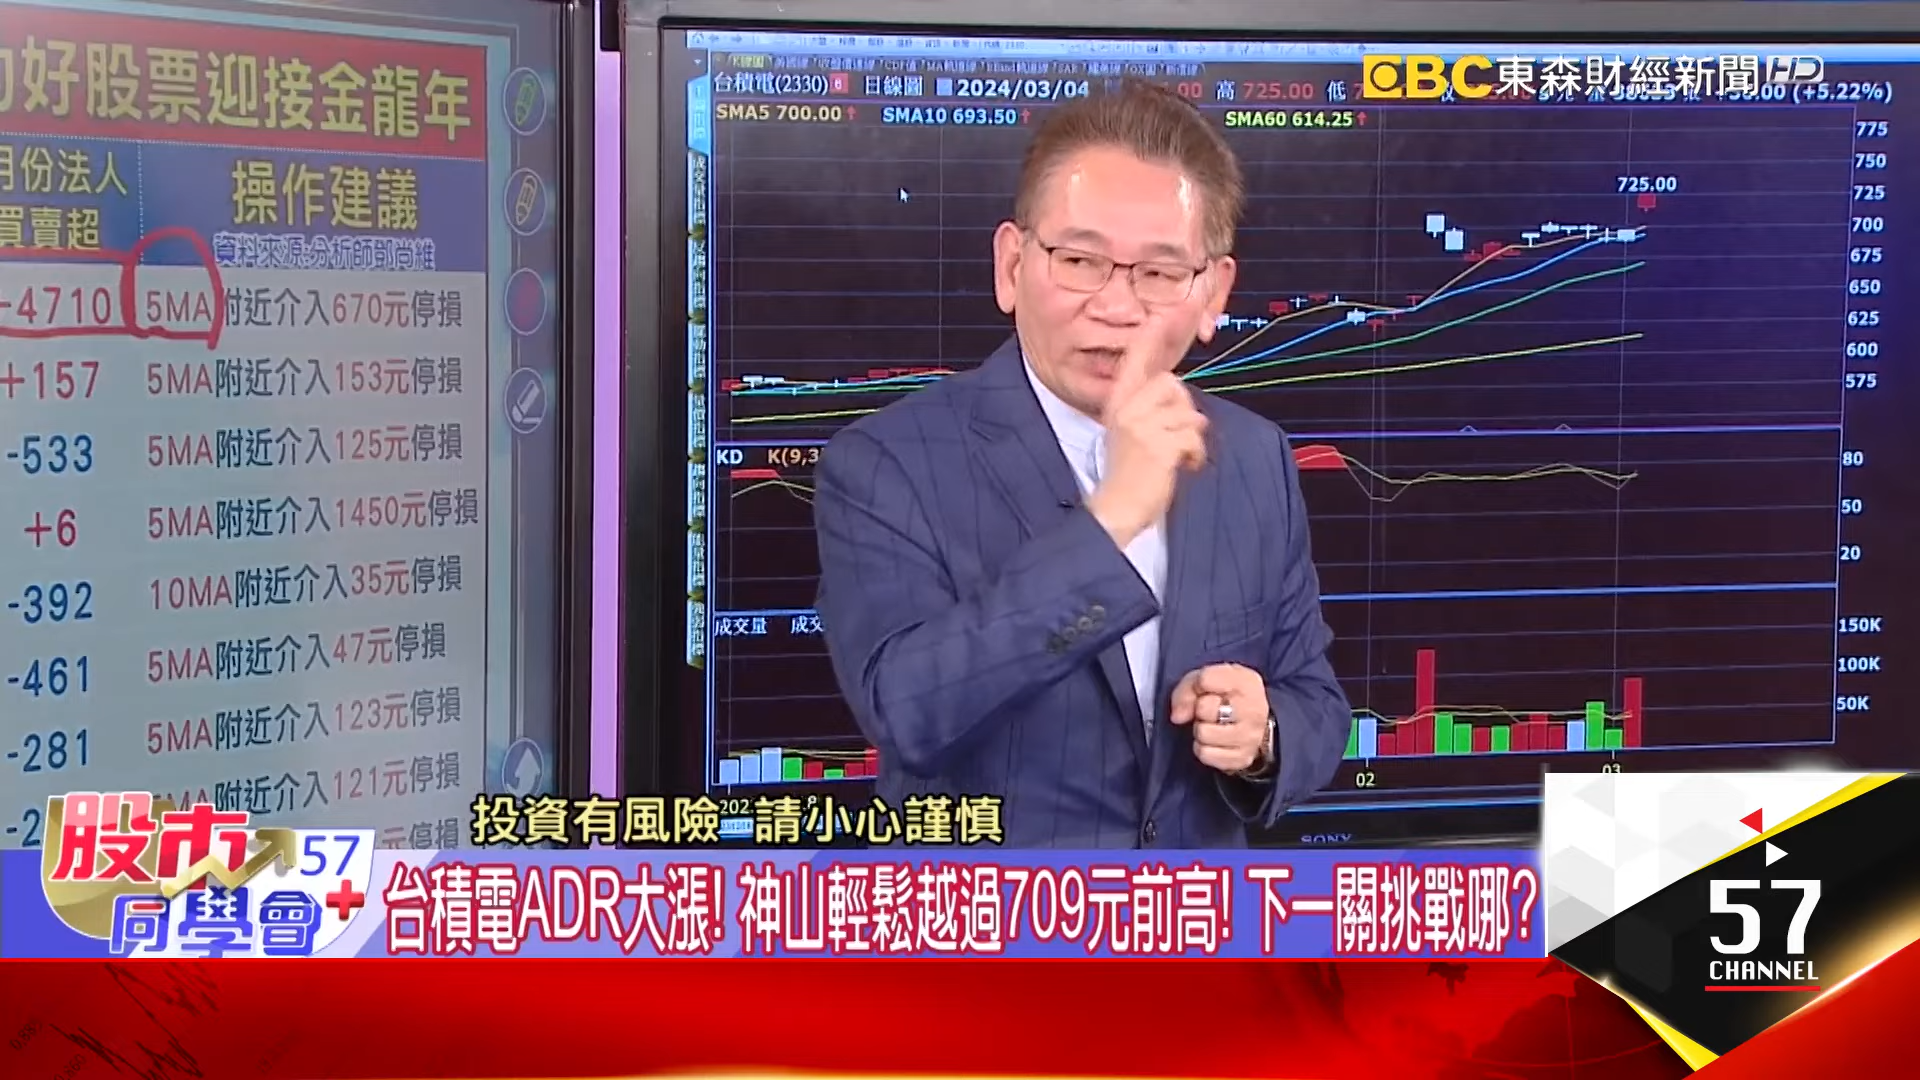 好股票迎接金龍年
月份法人
買賣超
操作建議
資料來源:分析師鄧尚維
-4710 5MA附近介入670元停損
+157 5MA附近介入153元停損
-533 5MA附近介入125元停損
+6 5MA附近介入1450元停損
-392 10MA附近介入35元停損
-461 5MA附近介入47元停損
-281 5MA附近介入123元停損
5MA附近介入121元停損
元停損
EBC東森財經新聞HD
台積電(2330) 日線圖 2024/03/04
高 725.00 低
(+5.22%)
SMA5 700.00 SMA10 693.50 SMA60 614.25
775
750
725
700
675
650
625
600
575
725.00
KD K(9,3
80
50
20
成交量
150K
100K
50K
02
03
SONY
投資有風險 請小心謹慎
股市
57
同學會
台積電ADR大漲! 神山輕鬆越過709元前高! 下一關挑戰哪?
57
CHANNEL